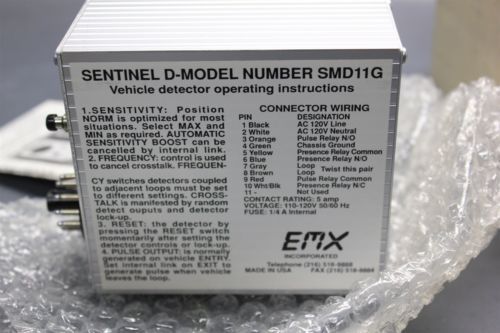 SENTINEL D-MODEL NUMBER SMD11G
Vehicle detector operating instructions
1.SENSITIVITY: Position
NORM is optimized for most
situations. Select MAX and
MIN as required. AUTOMATIC
SENSITIVITY BOOST can be
cancelled by internal link.
2. FREQUENCY: control is used
to cancel crosstalk. FREQUEN-
CY switches detectors coupled
to adjacent loops must be set
to different settings. CROSS-
TALK is manifested by random
detect ouputs and detector
lock-up.
3. RESET: the detector by
pressing the RESET switch
momentarily after setting the
detector controls or lock-up.
4. PULSE OUTPUT: is normally
generated on vehicle ENTRY.
Set internal link on EXIT to
generate pulse when vehicle
leaves the loop.
CONNECTOR WIRING
PIN DESIGNATION
1 Black AC 120V Line
2 White AC 120V Neutral
3 Orange Pulse Relay N/O
4 Green Chassis Ground
5 Yellow Presence Relay Common
6 Blue Presence Relay N/O
7 Gray Loop Twist this pair
8 Brown Loop
9 Red Pulse Relay Common
10 Wht/Blk Presence Relay N/C
11 - Not Used
CONTACT RATING: 5 amp
VOLTAGE: 110-120V 50/60 Hz
FUSE: 1/4 A Internal
EMX
INCORPORATED
Telephone (216) 518-9888
MADE IN USA FAX (216) 518-9884